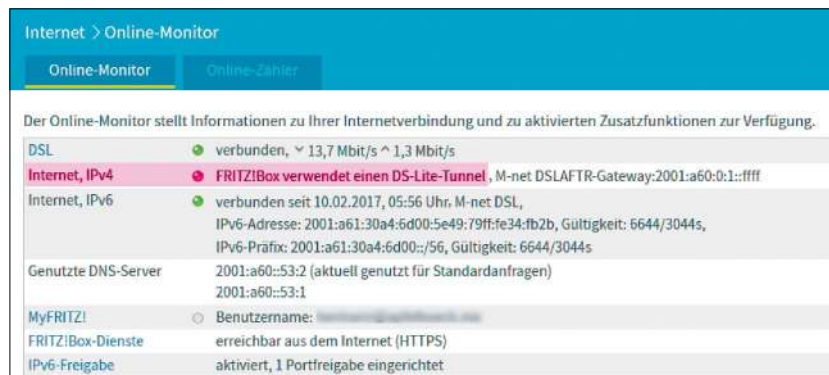 Internet > Online-Monitor
Online-Monitor Online-Zähler
Der Online-Monitor stellt Informationen zu Ihrer Internetverbindung und zu aktivierten Zusatzfunktionen zur Verfügung.
DSL verbunden, 13,7 Mbit/s ^ 1,3 Mbit/s
Internet, IPv4 FRITZ!Box verwendet einen DS-Lite-Tunnel , M-net DSLAFTR-Gateway:2001:a60:0:1::ffff
Internet, IPv6 verbunden seit 10.02.2017, 05:56 Uhr, M-net DSL,
IPv6-Adresse: 2001:a61:30a4:6d00:5e49:79ff:fe34:fb2b, Gültigkeit: 6644/3044s,
IPv6-Präfix: 2001:a61:30a4:6d00::/56, Gültigkeit: 6644/3044s
Genutzte DNS-Server 2001:a60::53:2 (aktuell genutzt für Standardanfragen)
2001:a60::53:1
MyFRITZ! Benutzername:
FRITZ!Box-Dienste erreichbar aus dem Internet (HTTPS)
IPv6-Freigabe aktiviert, 1 Portfreigabe eingerichtet